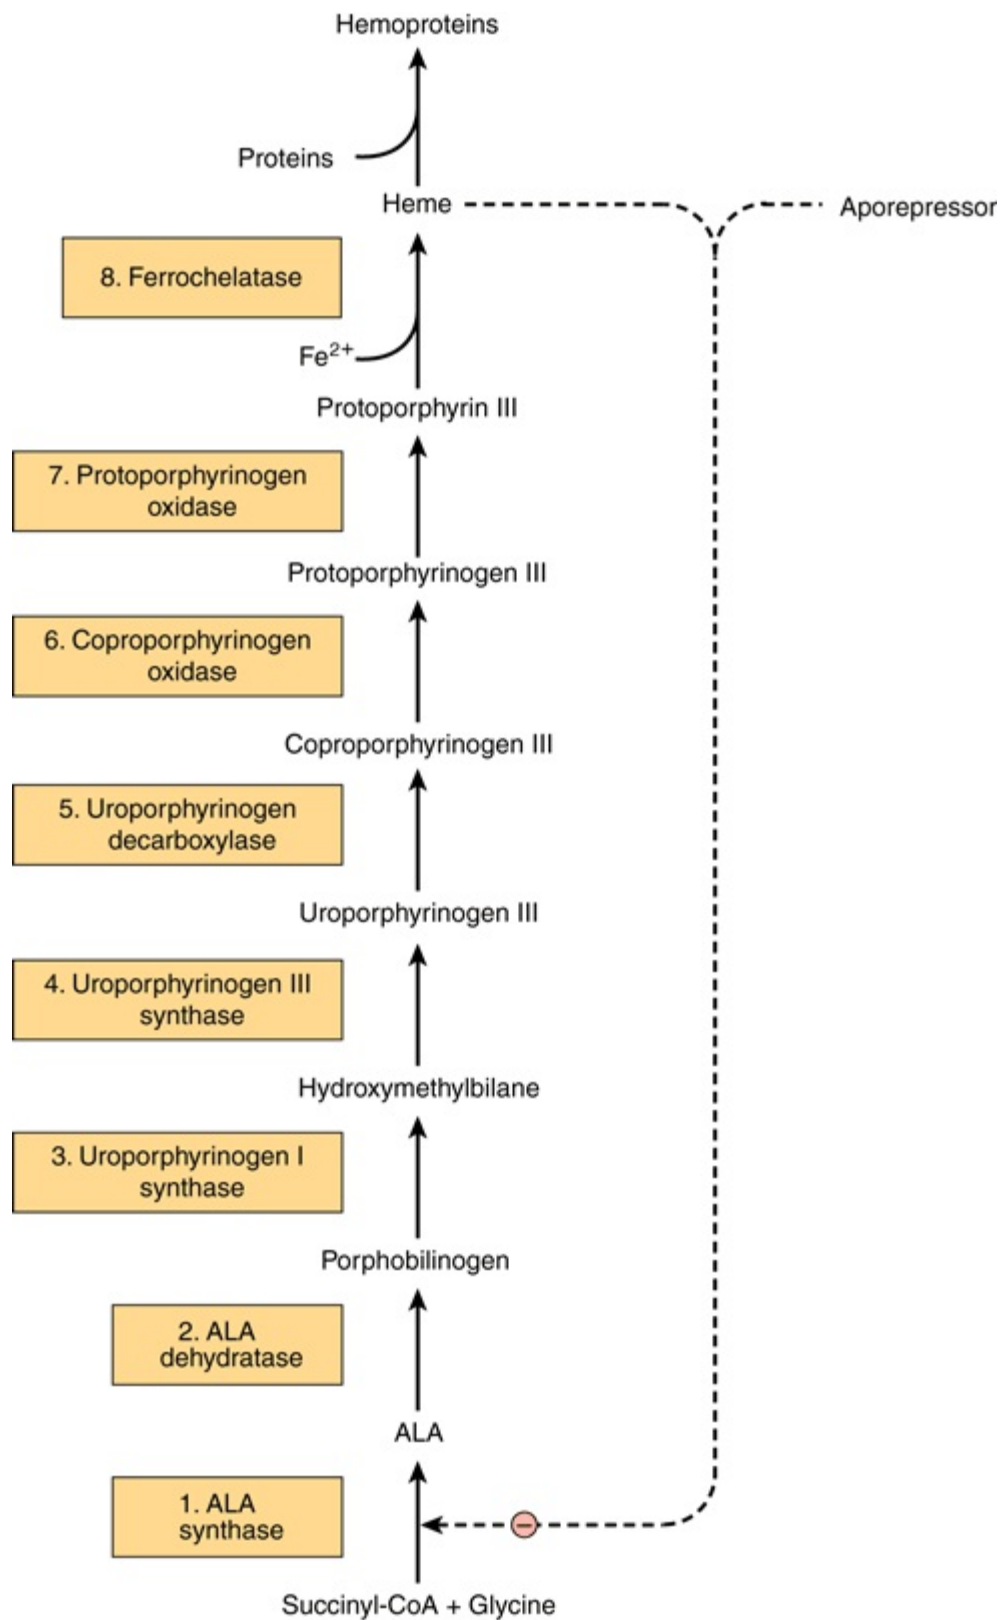 Hemoproteins
Proteins
Heme
Aporepressor
8. Ferrochelatase
Fe²⁺
Protoporphyrin III
7. Protoporphyrinogen
oxidase
Protoporphyrinogen III
6. Coproporphyrinogen
oxidase
Coproporphyrinogen III
5. Uroporphyrinogen
decarboxylase
Uroporphyrinogen III
4. Uroporphyrinogen III
synthase
Hydroxymethylbilane
3. Uroporphyrinogen I
synthase
Porphobilinogen
2. ALA
dehydratase
ALA
1. ALA
synthase
−
Succinyl-CoA + Glycine